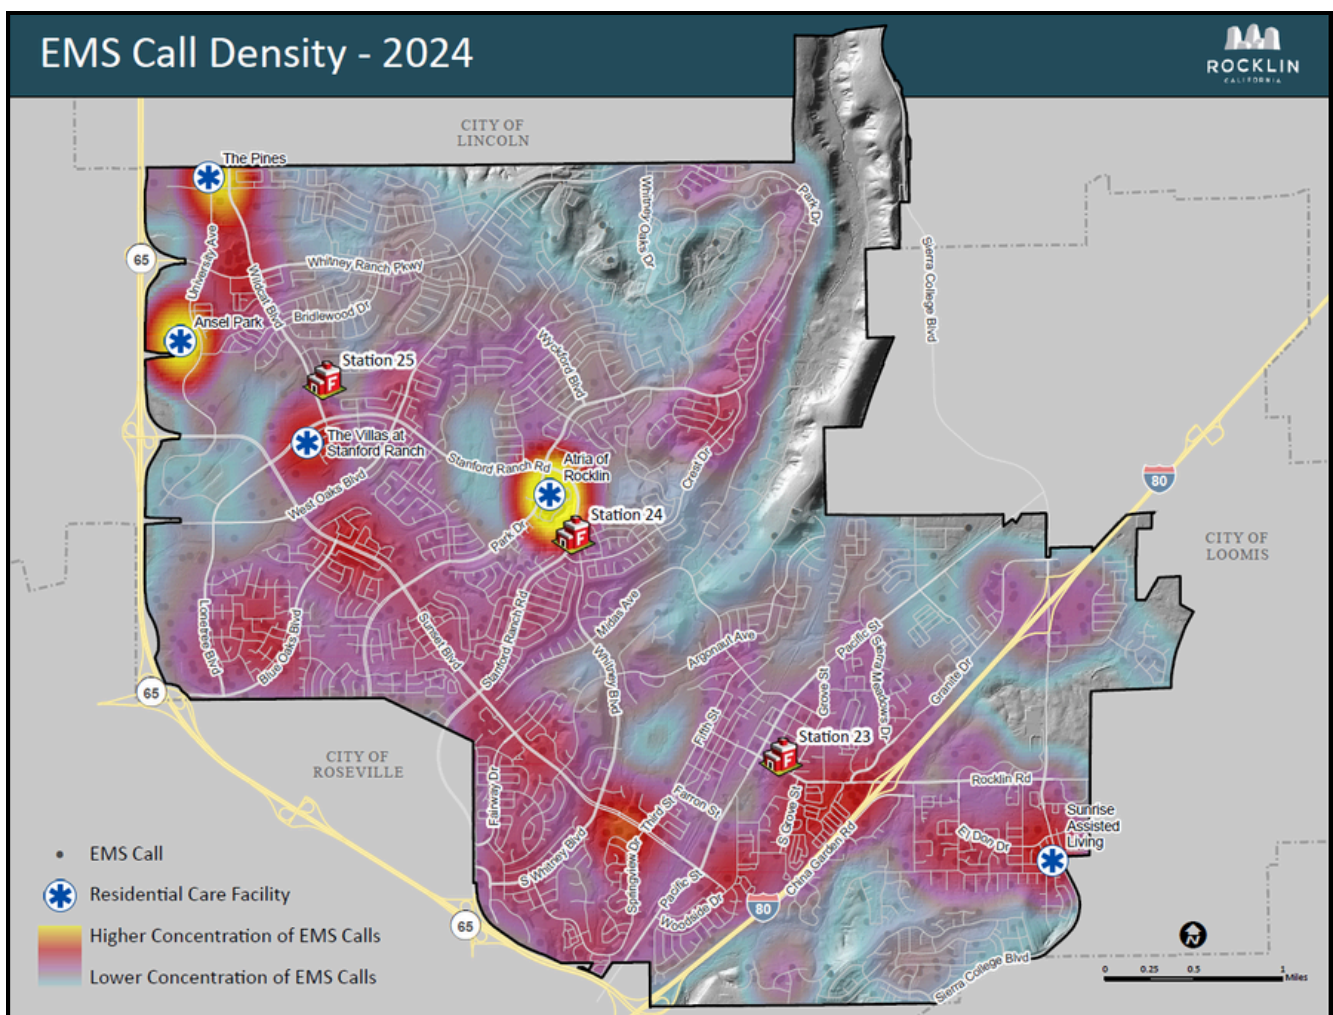 EMS Call Density - 2024
ROCKLIN
CALIFORNIA
CITY OF
LINCOLN
The Pines
Whitney Oaks Dr
Park Dr
65
University Ave
Wildcat Blvd
Whitney Ranch Pkwy
Sierra College Blvd
Bridlewood Dr
Ansel Park
Station 25
Wyckford Blvd
The Villas at
Stanford Ranch
Stanford Ranch Rd
Atria of
Rocklin
Crest Dr
80
West Oaks Blvd
Station 24
Park Dr
CITY OF
LOOMIS
Lonetree Blvd
Blue Oaks Blvd
Sunset Blvd
Stanford Ranch Rd
Midas Ave
Whitney Blvd
Argonaut Ave
Pacific St
Grove St
Sierra Meadows Dr
Granite Dr
65
Fifth St
Station 23
CITY OF
ROSEVILLE
Fairway Dr
Farron St
Third St
S Grove St
Rocklin Rd
Sunrise
Assisted
Living
El Don Dr
China Garden Rd
S Whitney Blvd
Springview Dr
Pacific St
Woodside Dr
80
65
Sierra College Blvd
EMS Call
Residential Care Facility
Higher Concentration of EMS Calls
Lower Concentration of EMS Calls
N
0 0.25 0.5 1
Miles